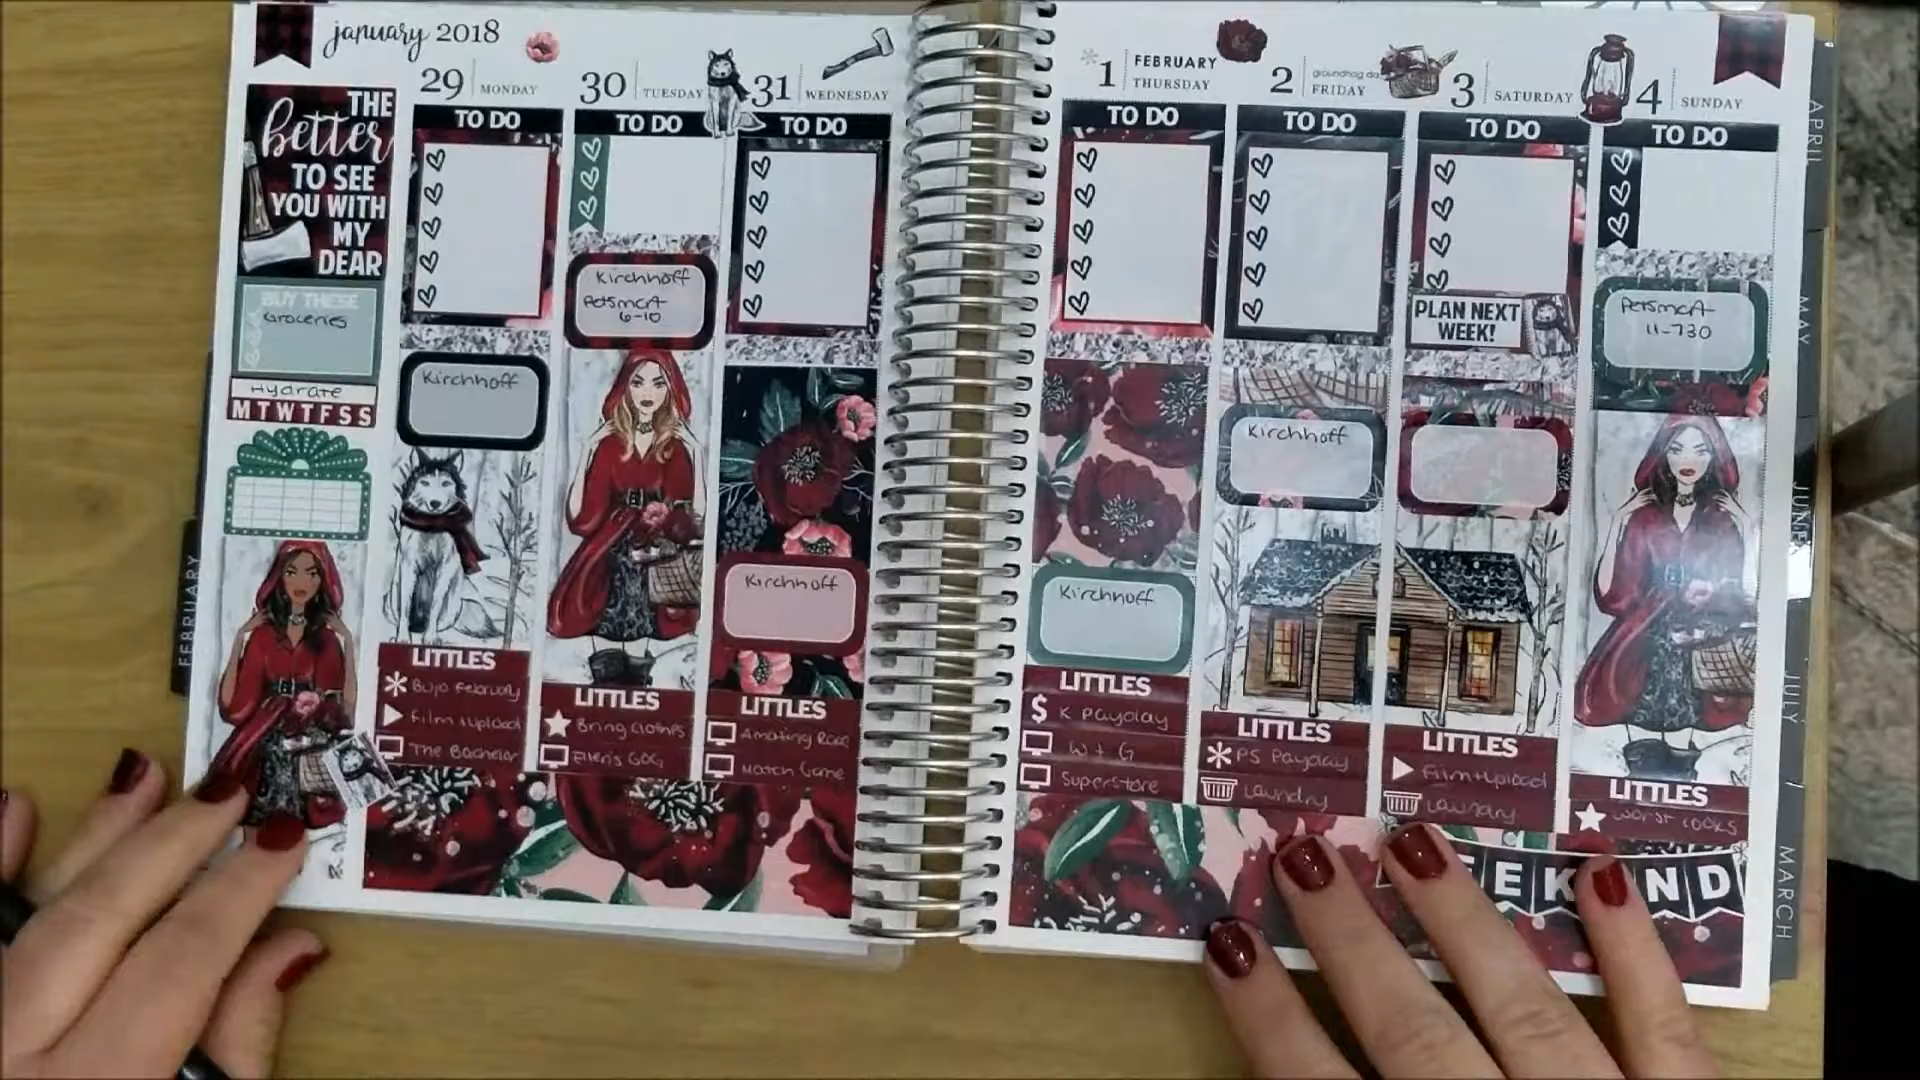 january 2018
THE
better
TO SEE
YOU WITH
MY
DEAR
BUY THESE
Groceries
Hydrate
MTWTFSS
FEBRUARY
29 MONDAY
TO DO
Kirchhoff
LITTLES
Bujo February
Film + Upload
The Bachelor
30 TUESDAY
TO DO
Kirchhoff
PetSmart
6-10
LITTLES
Bring clothes
Ellen's GOG
31 WEDNESDAY
TO DO
Kirchhoff
LITTLES
Amazing Race
Match Game
1 FEBRUARY
THURSDAY
TO DO
Kirchhoff
LITTLES
$ K Payday
W + G
Superstore
2 groundhog da
FRIDAY
TO DO
Kirchhoff
LITTLES
PS Payday
Laundry
3 SATURDAY
TO DO
PLAN NEXT
WEEK!
LITTLES
Film + Upload
Laundry
4 SUNDAY
TO DO
PetSmart
11-730
LITTLES
Worst Cooks
APRIL
MAY
JUNE
JULY
MARCH